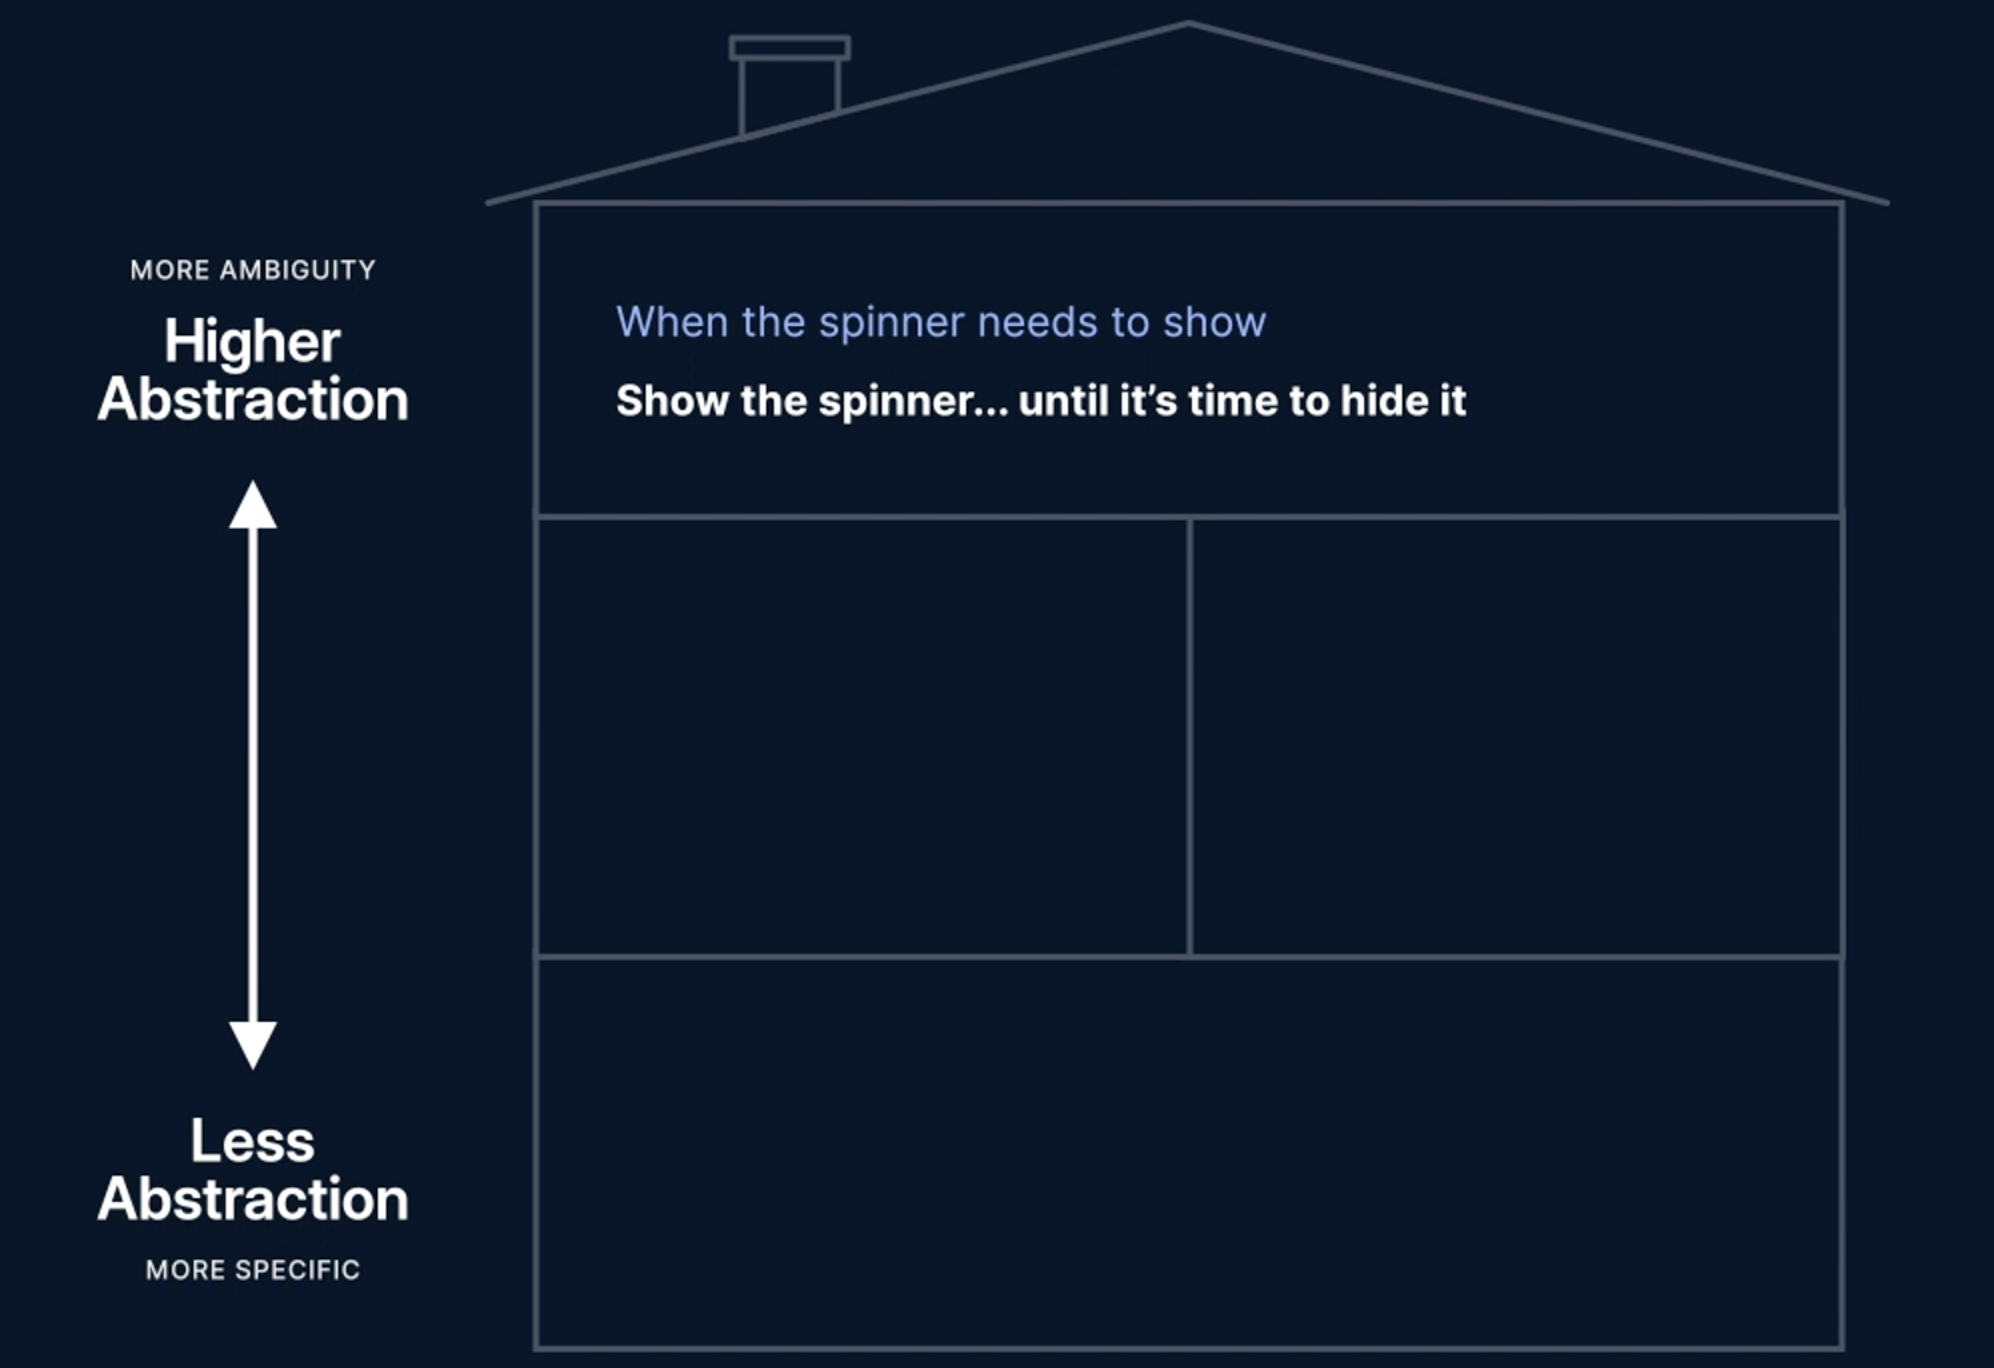 MORE AMBIGUITY
Higher
Abstraction
When the spinner needs to show
Show the spinner... until it’s time to hide it
Less
Abstraction
MORE SPECIFIC